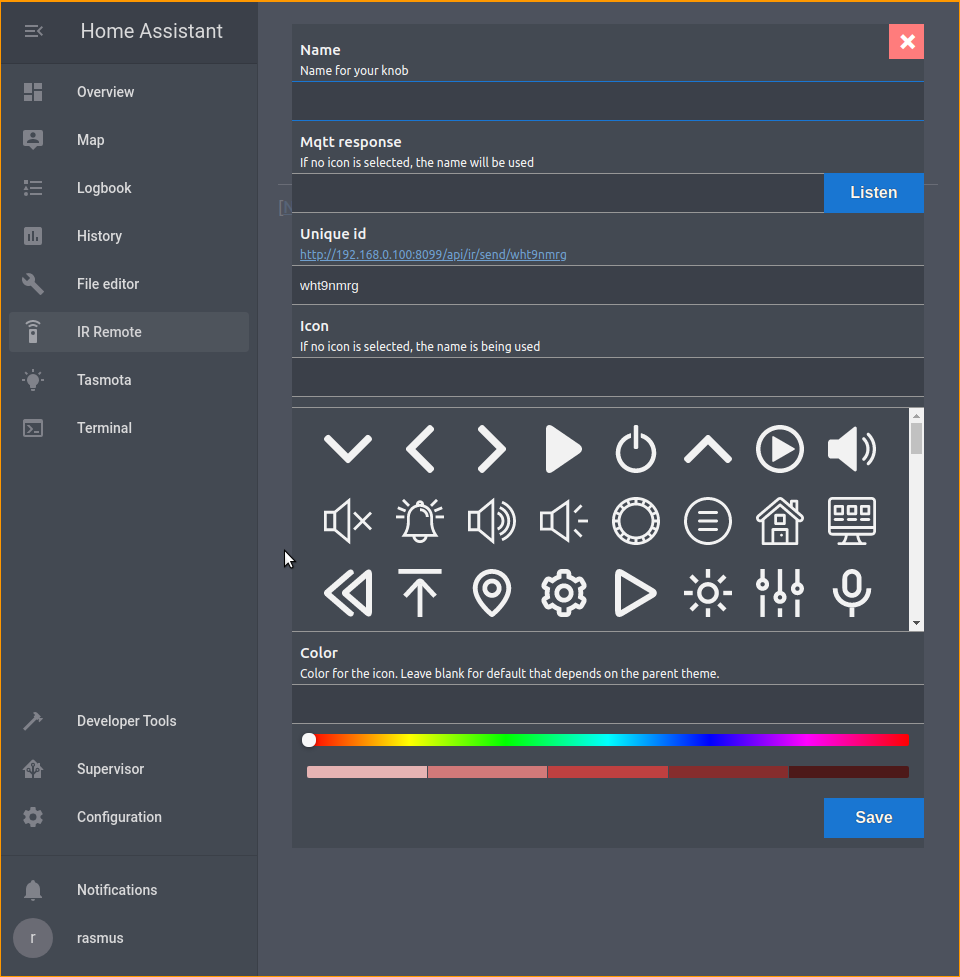 Home Assistant
Overview
Map
Logbook
History
File editor
IR Remote
Tasmota
Terminal
Developer Tools
Supervisor
Configuration
Notifications
r
rasmus
Name
Name for your knob
Mqtt response
If no icon is selected, the name will be used
Listen
Unique id
http://192.168.0.100:8099/api/ir/send/wht9nmrg
wht9nmrg
Icon
If no icon is selected, the name is being used
Color
Color for the icon. Leave blank for default that depends on the parent theme.
Save